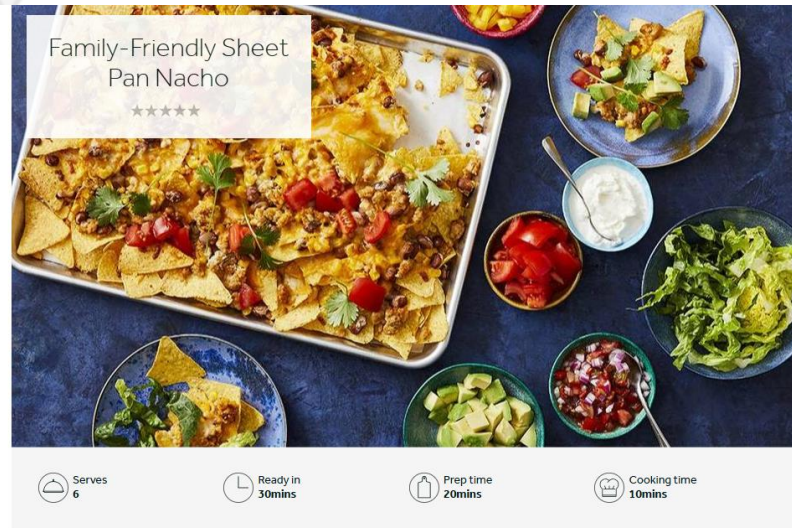 Family-Friendly Sheet
Pan Nacho
Serves
6
Ready in
30mins
Prep time
20mins
Cooking time
10mins